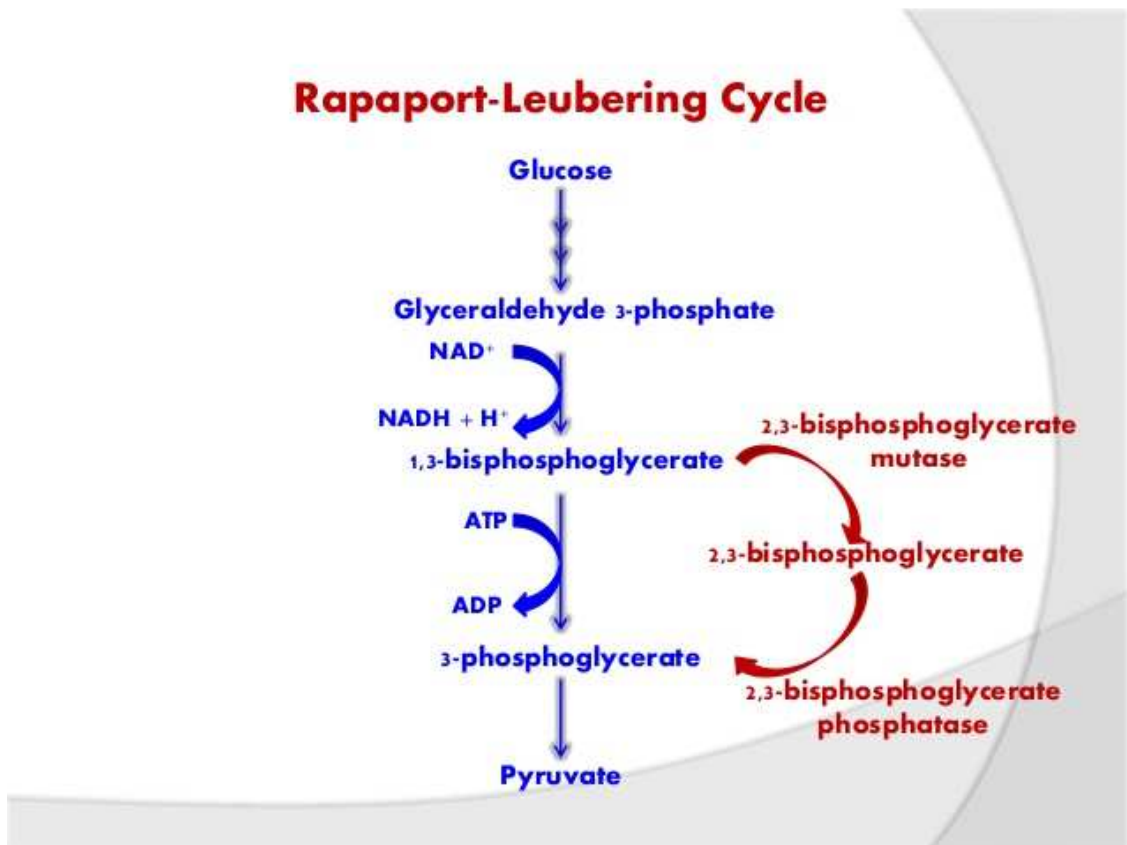 Rapaport-Leubering Cycle
Glucose
Glyceraldehyde 3-phosphate
NAD⁺
NADH + H⁺
1,3-bisphosphoglycerate
2,3-bisphosphoglycerate
mutase
ATP
2,3-bisphosphoglycerate
ADP
3-phosphoglycerate
2,3-bisphosphoglycerate
phosphatase
Pyruvate